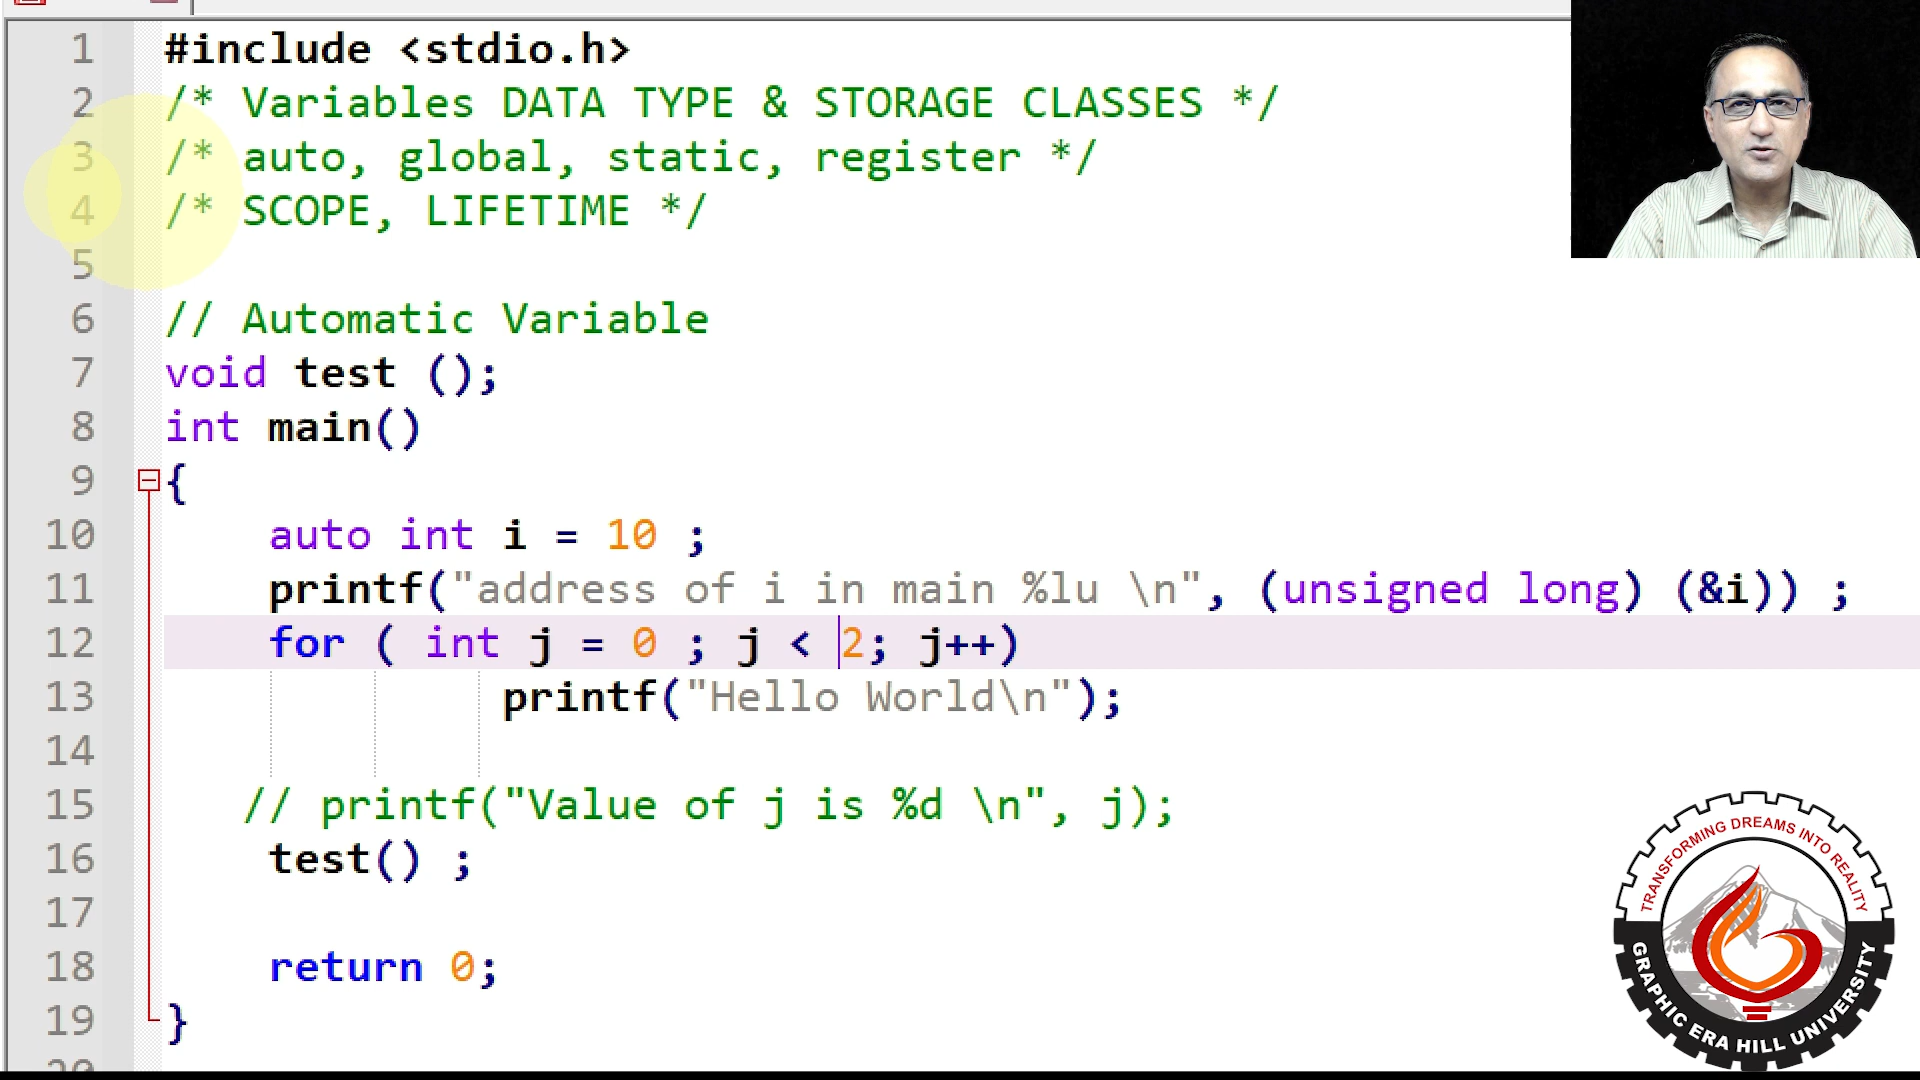 1 #include <stdio.h>
2 /* Variables DATA TYPE & STORAGE CLASSES */
3 /* auto, global, static, register */
4 /* SCOPE, LIFETIME */
5
6 // Automatic Variable
7 void test ();
8 int main()
9 {
10 auto int i = 10 ;
11 printf("address of i in main %lu \n", (unsigned long) (&i)) ;
12 for ( int j = 0 ; j < 2; j++)
13 printf("Hello World\n");
14
15 // printf("Value of j is %d \n", j);
16 test() ;
17
18 return 0;
19 }
20
TRANSFORMING DREAMS INTO REALITY
GRAPHIC ERA HILL UNIVERSITY